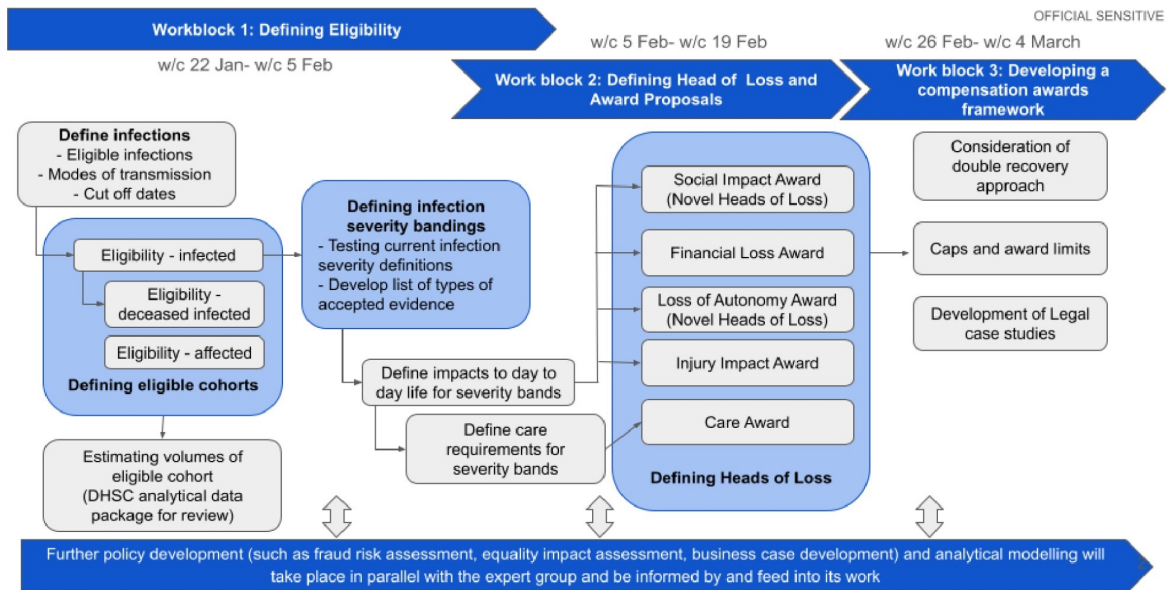 OFFICIAL SENSITIVE
Workblock 1: Defining Eligibility
w/c 22 Jan- w/c 5 Feb
w/c 5 Feb- w/c 19 Feb
Work block 2: Defining Head of Loss and
Award Proposals
w/c 26 Feb- w/c 4 March
Work block 3: Developing a
compensation awards
framework
Define infections
- Eligible infections
- Modes of transmission
- Cut off dates
Eligibility - infected
Eligibility -
deceased infected
Eligibility - affected
Defining eligible cohorts
Estimating volumes of
eligible cohort
(DHSC analytical data
package for review)
Defining infection
severity bandings
- Testing current infection
severity definitions
- Develop list of types of
accepted evidence
Define impacts to day to
day life for severity bands
Define care
requirements for
severity bands
Social Impact Award
(Novel Heads of Loss)
Financial Loss Award
Loss of Autonomy Award
(Novel Heads of Loss)
Injury Impact Award
Care Award
Defining Heads of Loss
Consideration of
double recovery
approach
Caps and award limits
Development of Legal
case studies
Further policy development (such as fraud risk assessment, equality impact assessment, business case development) and analytical modelling will
take place in parallel with the expert group and be informed by and feed into its work